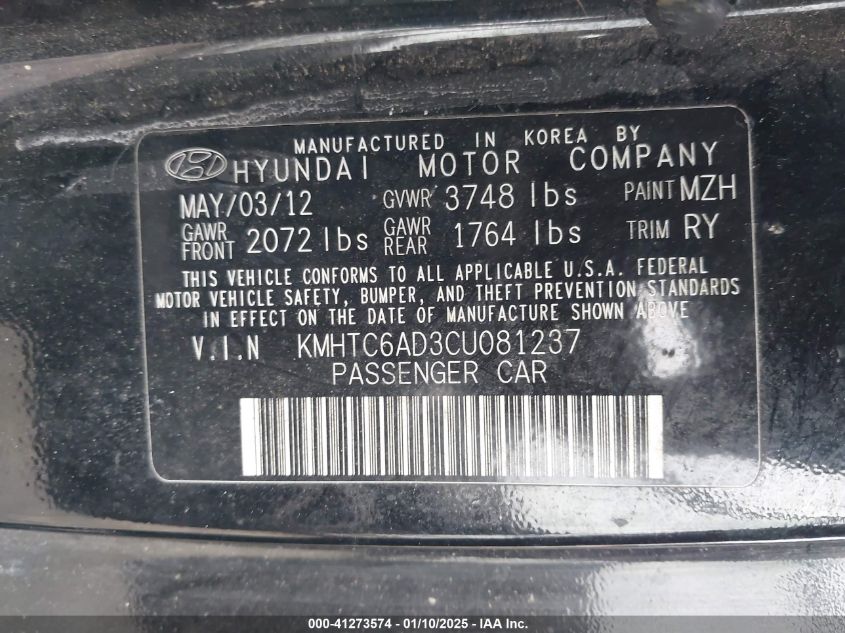 MANUFACTURED IN KOREA BY
HYUNDAI MOTOR COMPANY
MAY/03/12 GVWR 3748 lbs PAINT MZH
GAWR FRONT 2072 lbs GAWR REAR 1764 lbs TRIM RY
THIS VEHICLE CONFORMS TO ALL APPLICABLE U.S.A. FEDERAL
MOTOR VEHICLE SAFETY, BUMPER, AND THEFT PREVENTION STANDARDS
IN EFFECT ON THE DATE OF MANUFACTURE SHOWN ABOVE
V.I.N KMHTC6AD3CU081237
PASSENGER CAR
000-41273574 - 01/10/2025 - IAA Inc.